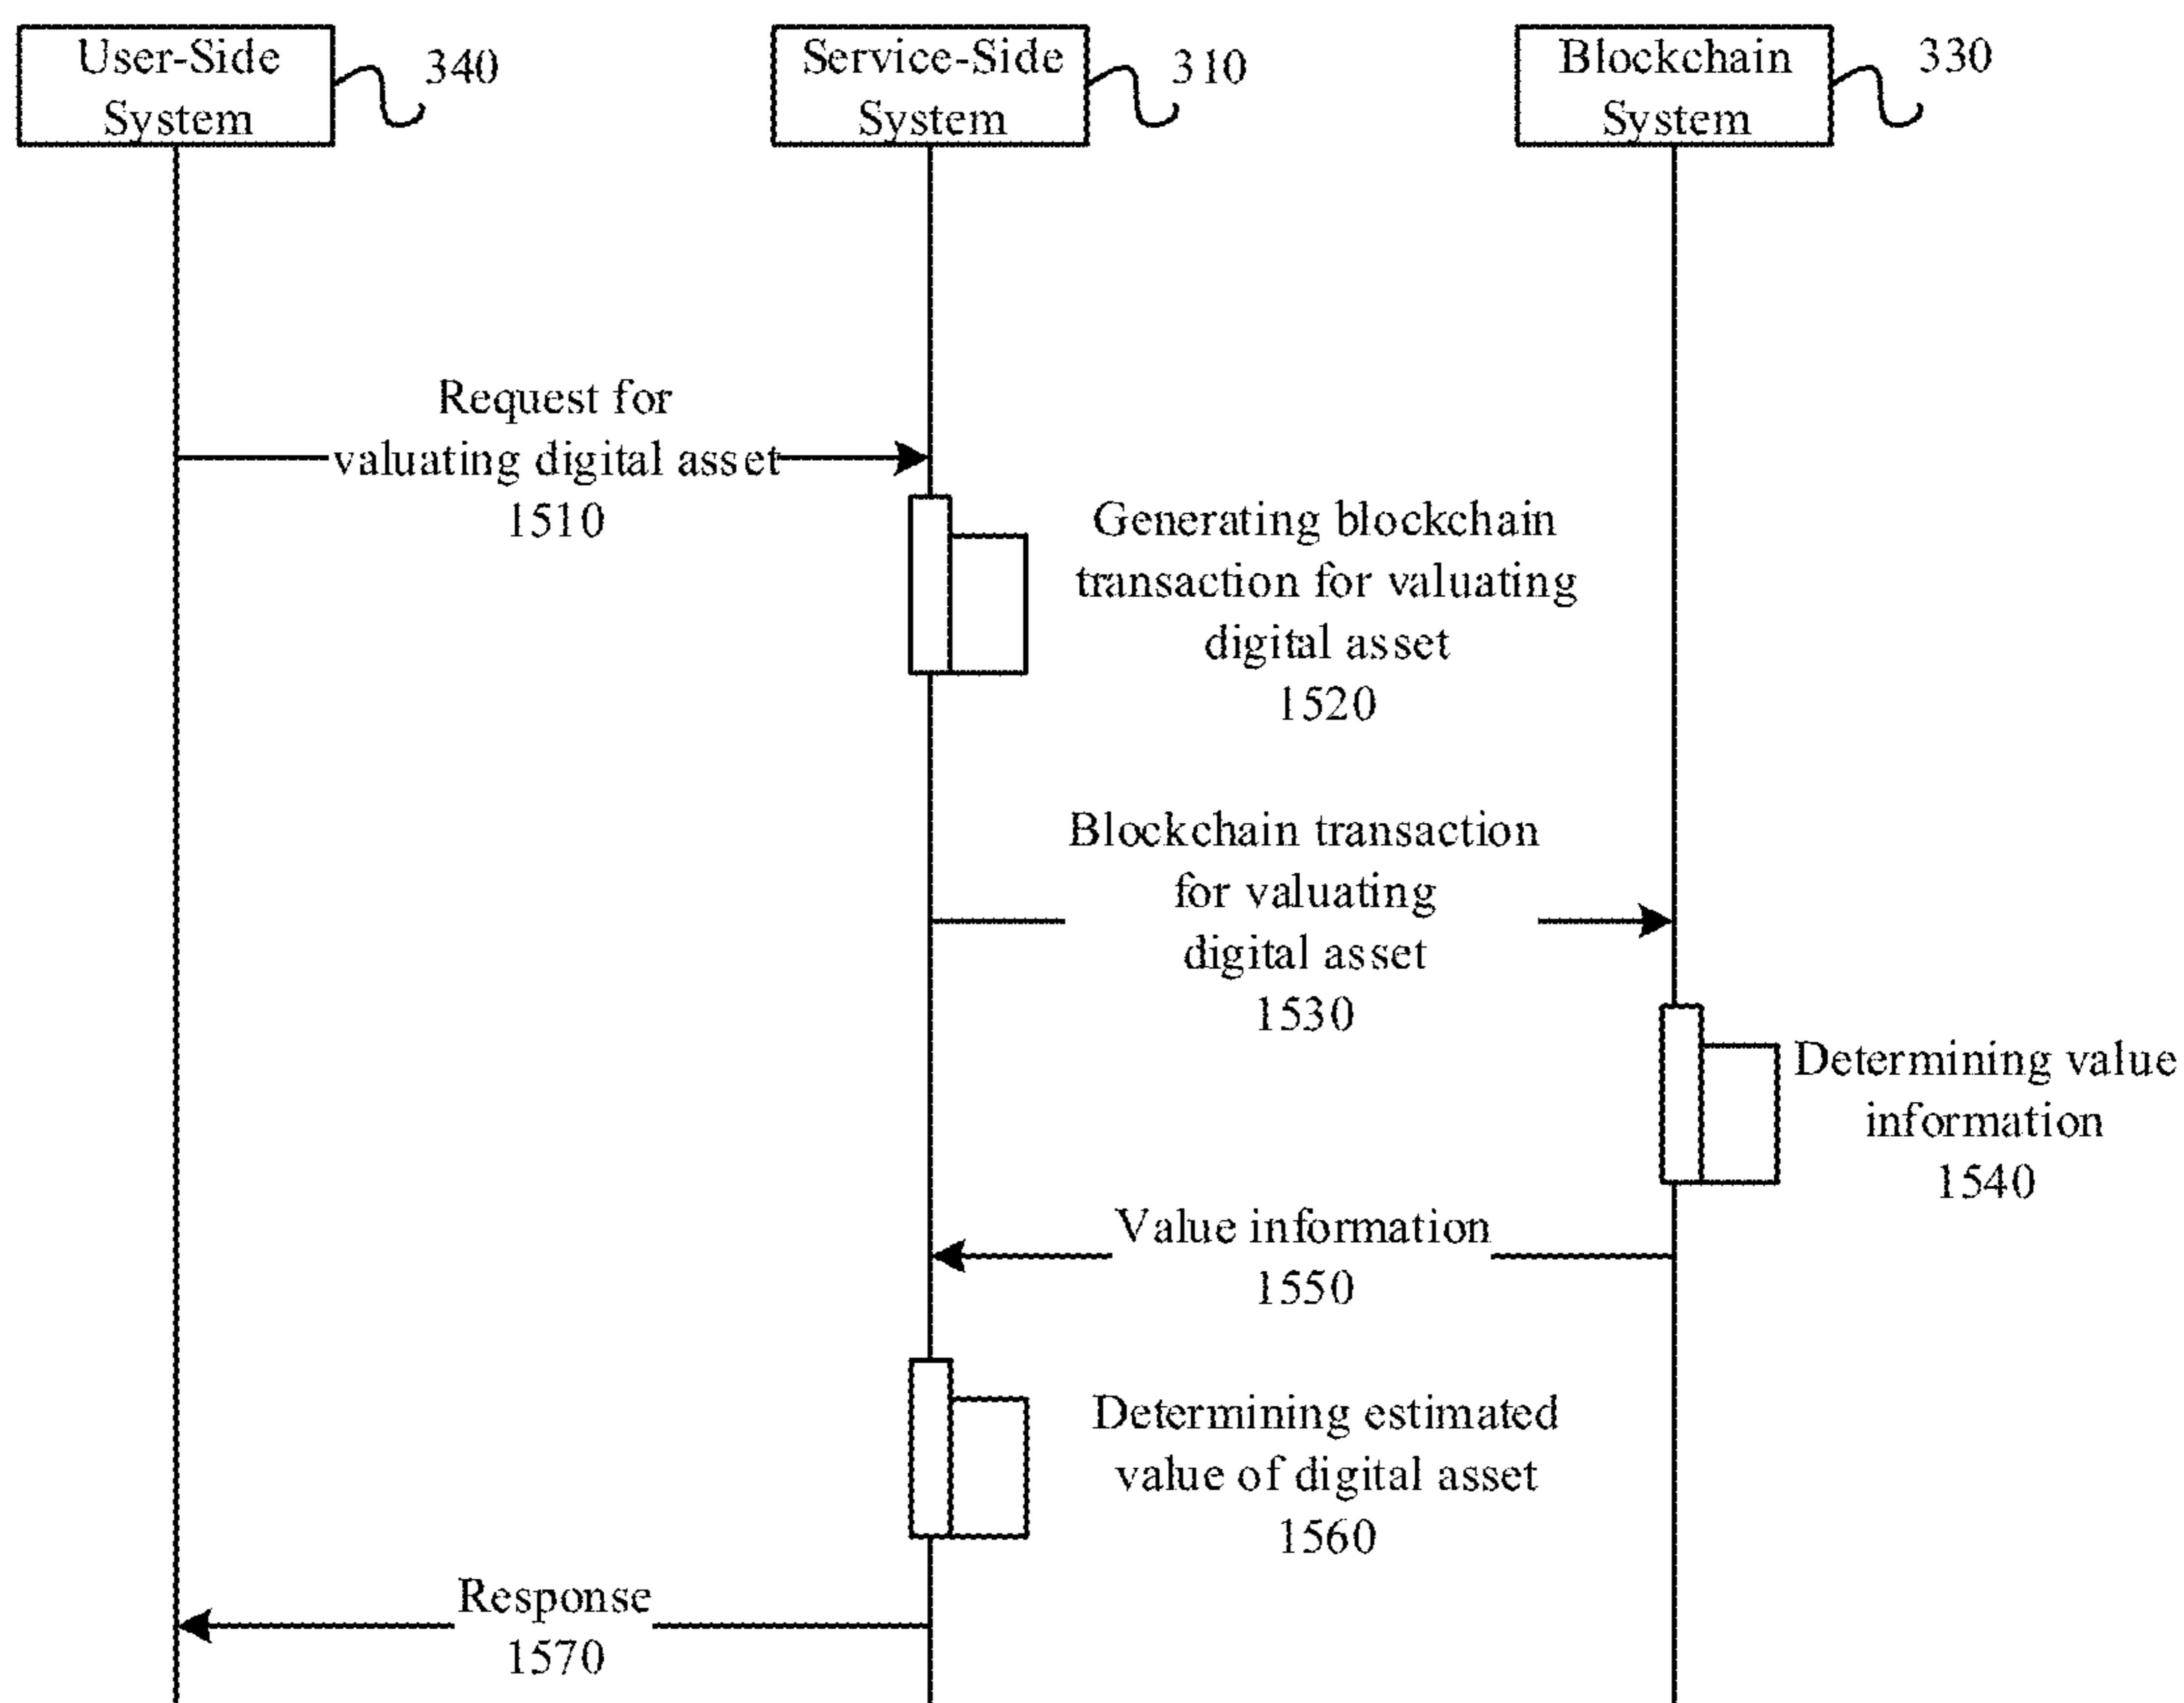 User-Side
System
340
Service-Side
System
310
Blockchain
System
330
Request for
valuating digital asset
1510
Generating blockchain
transaction for valuating
digital asset
1520
Blockchain transaction
for valuating
digital asset
1530
Determining value
information
1540
Value information
1550
Determining estimated
value of digital asset
1560
Response
1570